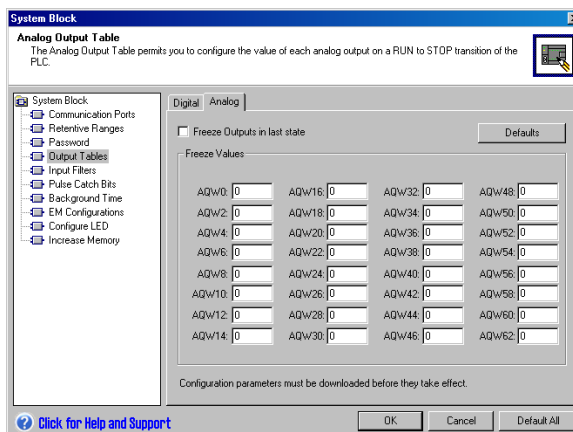 System Block
Analog Output Table
The Analog Output Table permits you to configure the value of each analog output on a RUN to STOP transition of the
PLC.
System Block
Communication Ports
Retentive Ranges
Password
Output Tables
Input Filters
Pulse Catch Bits
Background Time
EM Configurations
Configure LED
Increase Memory
Digital Analog
Freeze Outputs in last state
Defaults
Freeze Values
AQW0: 0 AQW16: 0 AQW32: 0 AQW48: 0
AQW2: 0 AQW18: 0 AQW34: 0 AQW50: 0
AQW4: 0 AQW20: 0 AQW36: 0 AQW52: 0
AQW6: 0 AQW22: 0 AQW38: 0 AQW54: 0
AQW8: 0 AQW24: 0 AQW40: 0 AQW56: 0
AQW10: 0 AQW26: 0 AQW42: 0 AQW58: 0
AQW12: 0 AQW28: 0 AQW44: 0 AQW60: 0
AQW14: 0 AQW30: 0 AQW46: 0 AQW62: 0
Configuration parameters must be downloaded before they take effect.
? Click for Help and Support
OK Cancel Default All